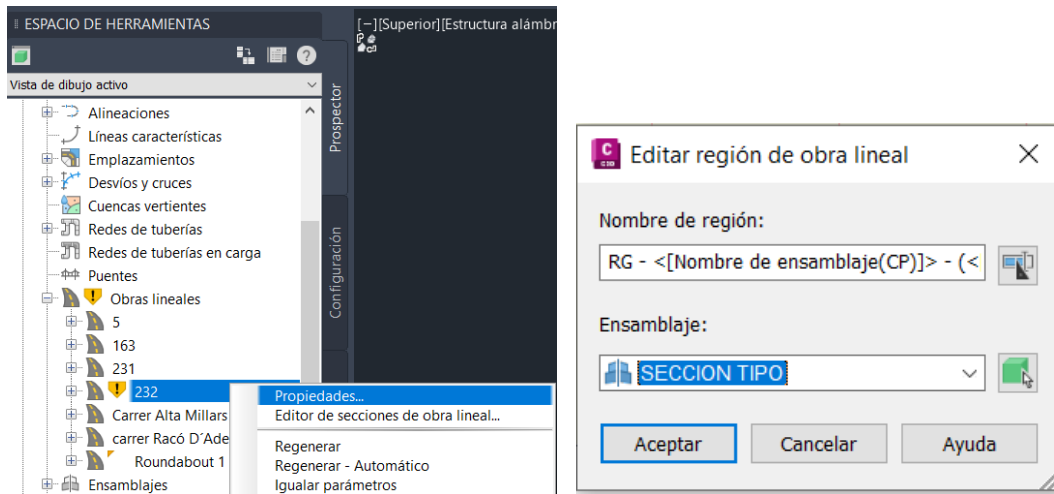 ESPACIO DE HERRAMIENTAS
[−][Superior][Estructura alámbr
Vista de dibujo activo
Alineaciones
Líneas características
Emplazamientos
Desvíos y cruces
Cuencas vertientes
Redes de tuberías
Redes de tuberías en carga
Puentes
Obras lineales
5
163
231
232
Carrer Alta Millars
carrer Racó D´Ade
Roundabout 1
Ensamblajes
Prospector
Configuración
Propiedades...
Editor de secciones de obra lineal...
Regenerar
Regenerar - Automático
Igualar parámetros
C
C3D
Editar región de obra lineal
Nombre de región:
RG - <[Nombre de ensamblaje(CP)]> - (<
Ensamblaje:
SECCION TIPO
Aceptar
Cancelar
Ayuda